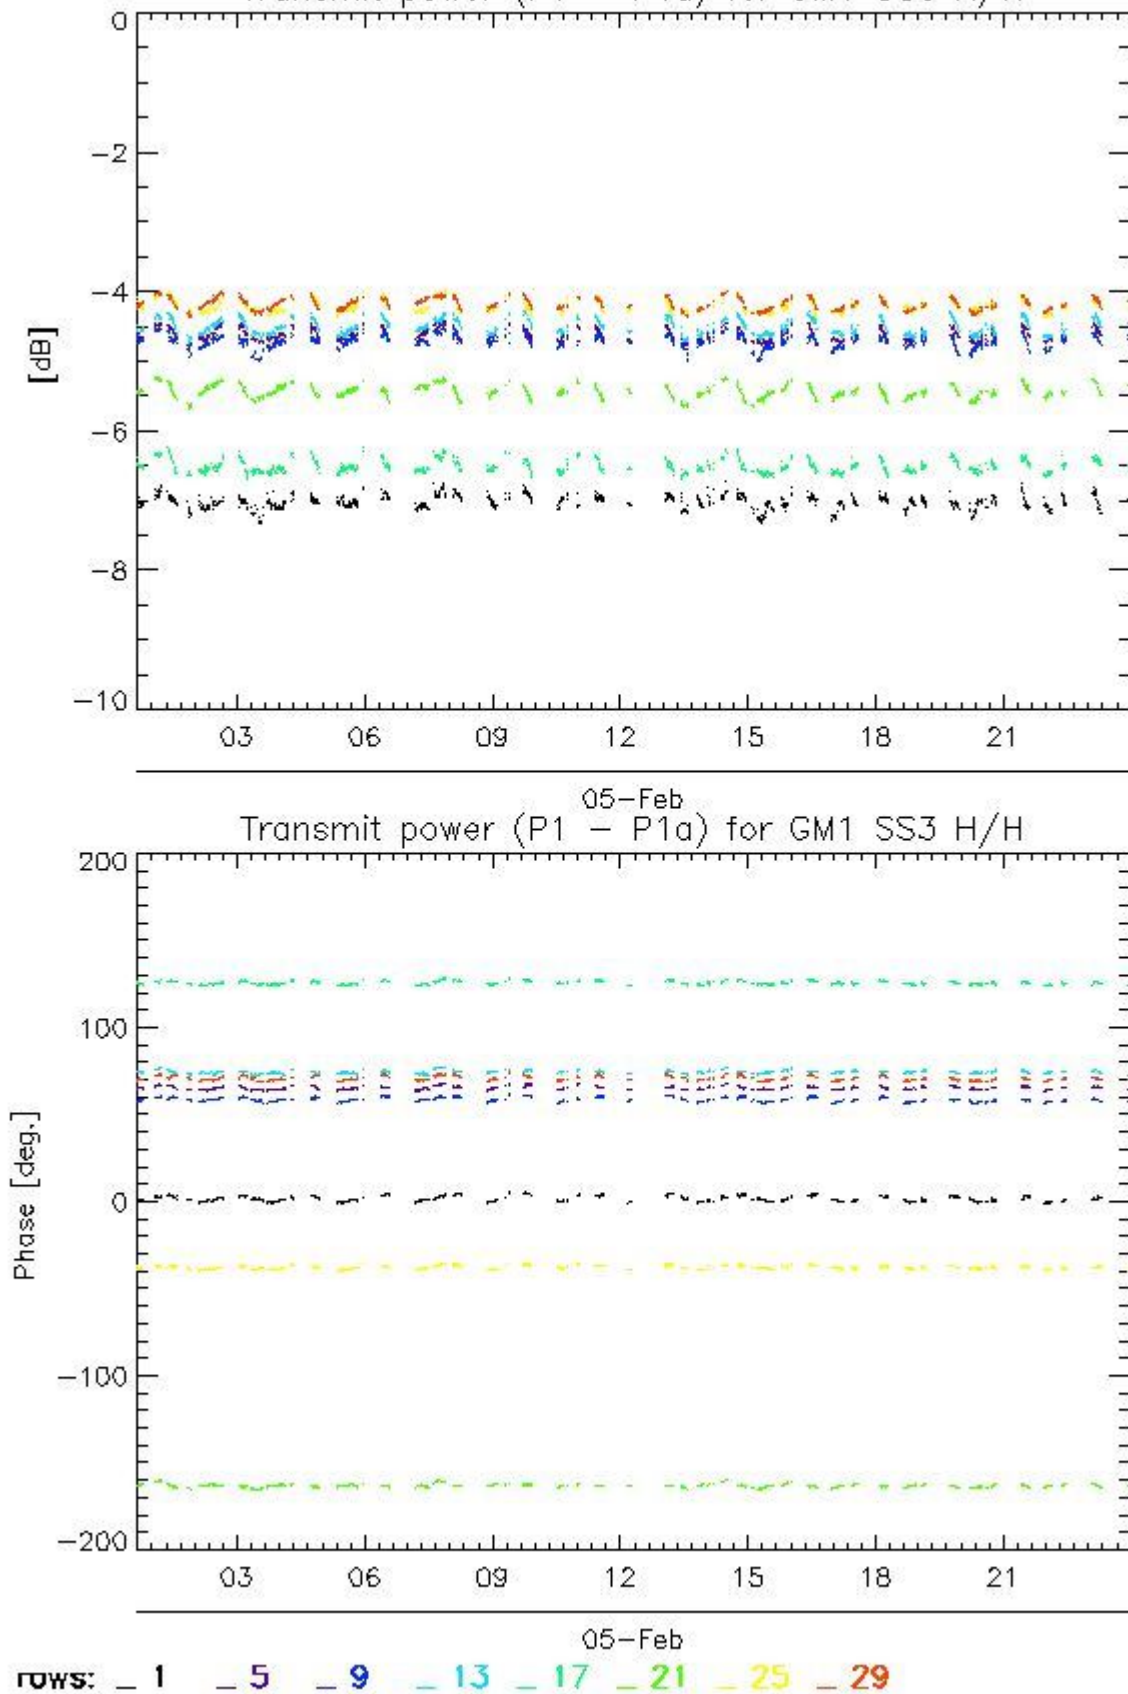 0
-2
-4
[dB]
-6
-8
-10
03 06 09 12 15 18 21
05-Feb
Transmit power (P1 - P1a) for GM1 SS3 H/H
200
100
Phase [deg.]
0
-100
-200
03 06 09 12 15 18 21
05-Feb
rows: _ 1 _ 5 _ 9 _ 13 _ 17 _ 21 _ 25 _ 29